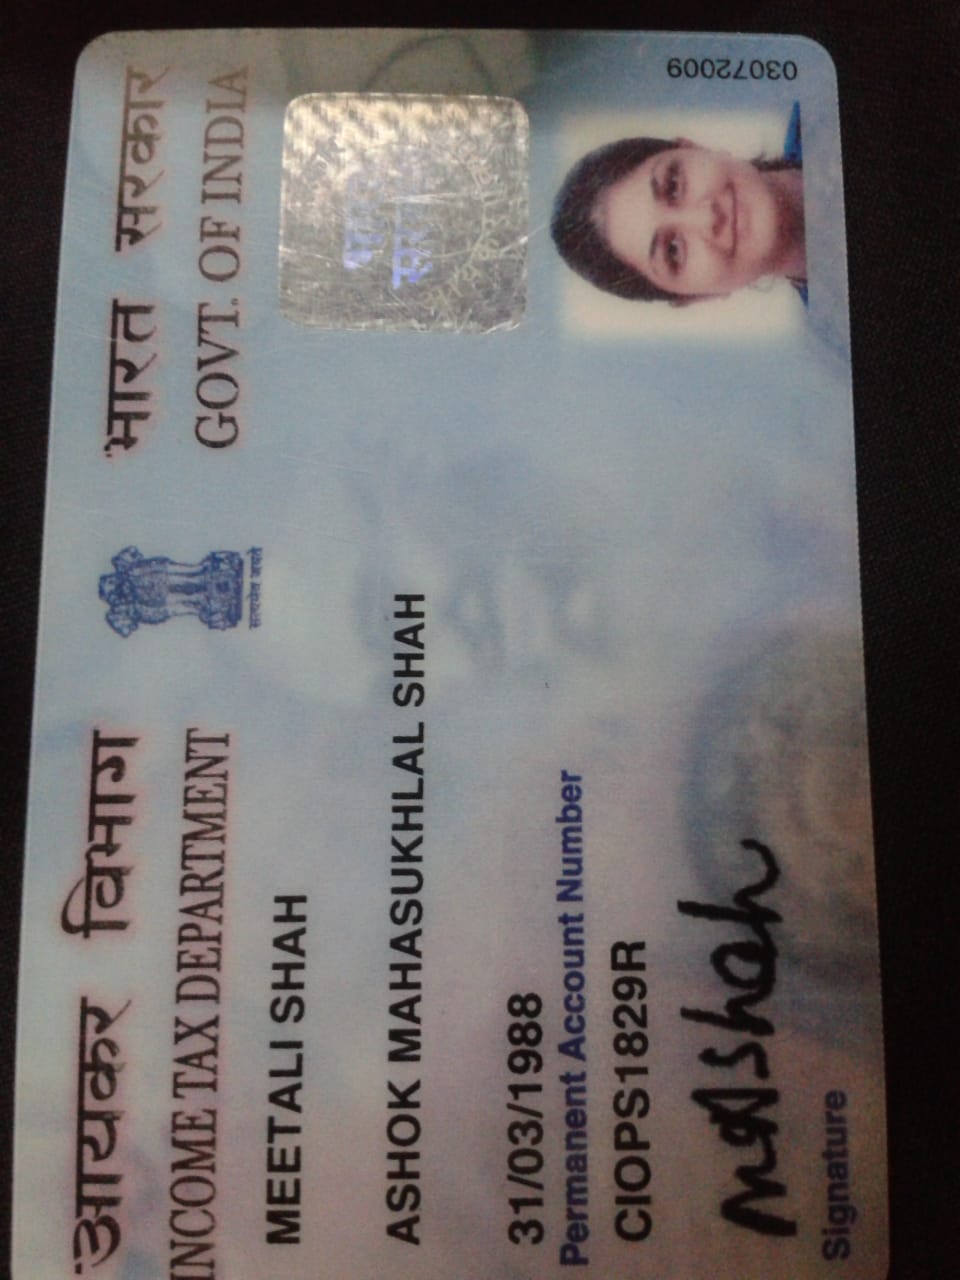 आयकर विभाग
INCOME TAX DEPARTMENT
सत्यमेव जयते
भारत सरकार
GOVT. OF INDIA
MEETALI SHAH
ASHOK MAHASUKHLAL SHAH
31/03/1988
Permanent Account Number
CIOPS1829R
Signature
03072009